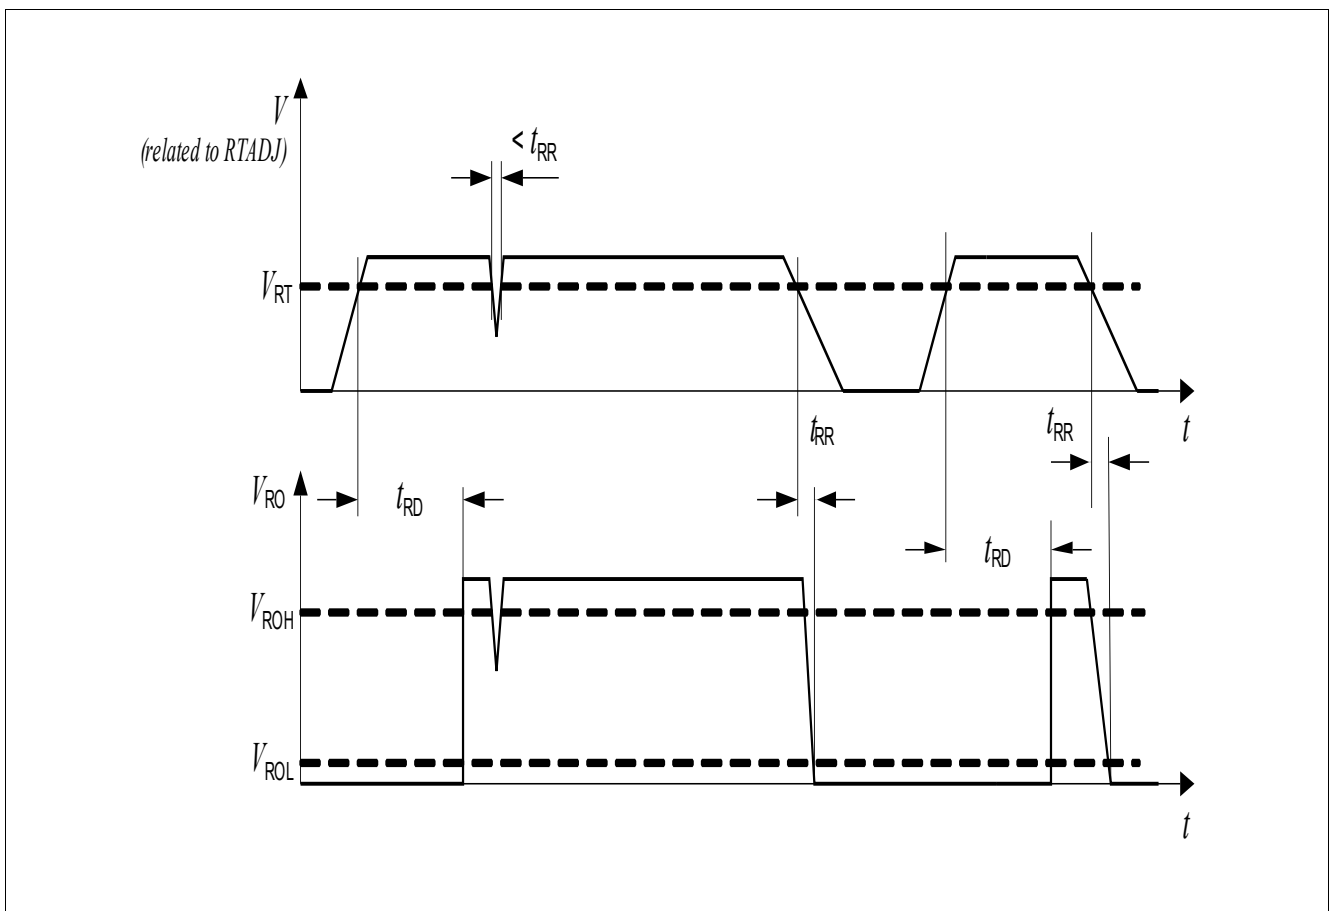 V
< tRR
(related to RTADJ)
VRT
tRR
tRR
t
VRO
tRD
tRD
VROH
VROL
t